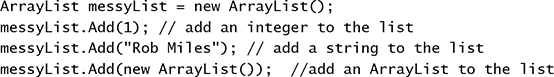 ArrayList messyList = new ArrayList();
messyList.Add(1); // add an integer to the list
messyList.Add("Rob Miles"); // add a string to the list
messyList.Add(new ArrayList());  //add an ArrayList to the list